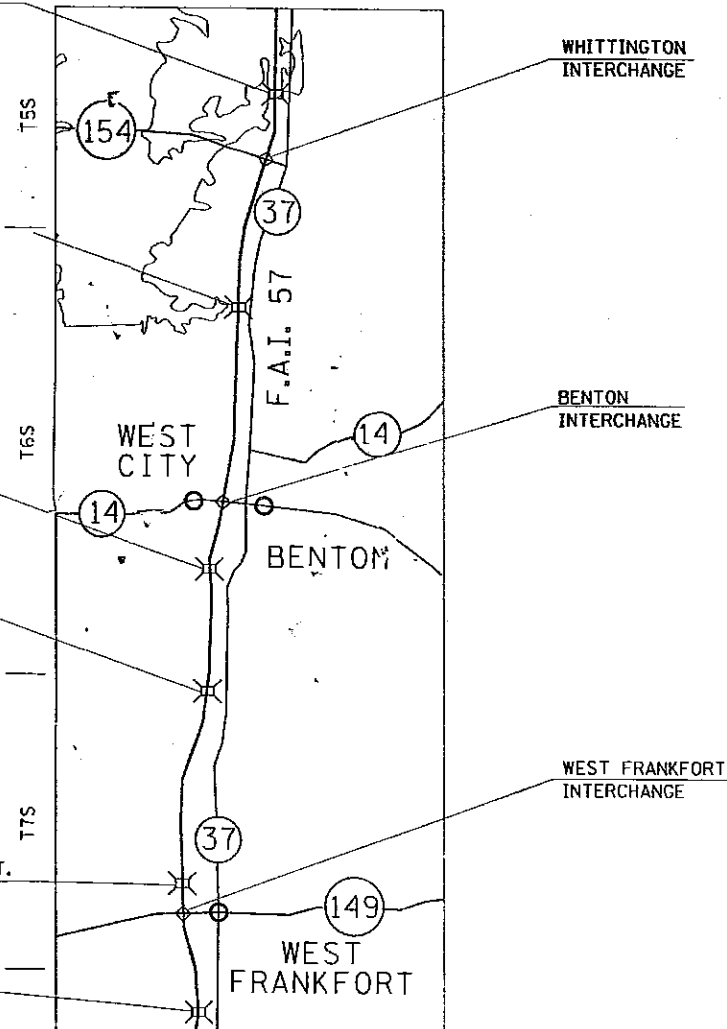 WHITTINGTON
INTERCHANGE
T5S
154
37
F.A.I. 57
BENTON
INTERCHANGE
T6S
WEST
CITY
14
14
BENTON
WEST FRANKFORT
INTERCHANGE
T7S
37
T.
149
WEST
FRANKFORT